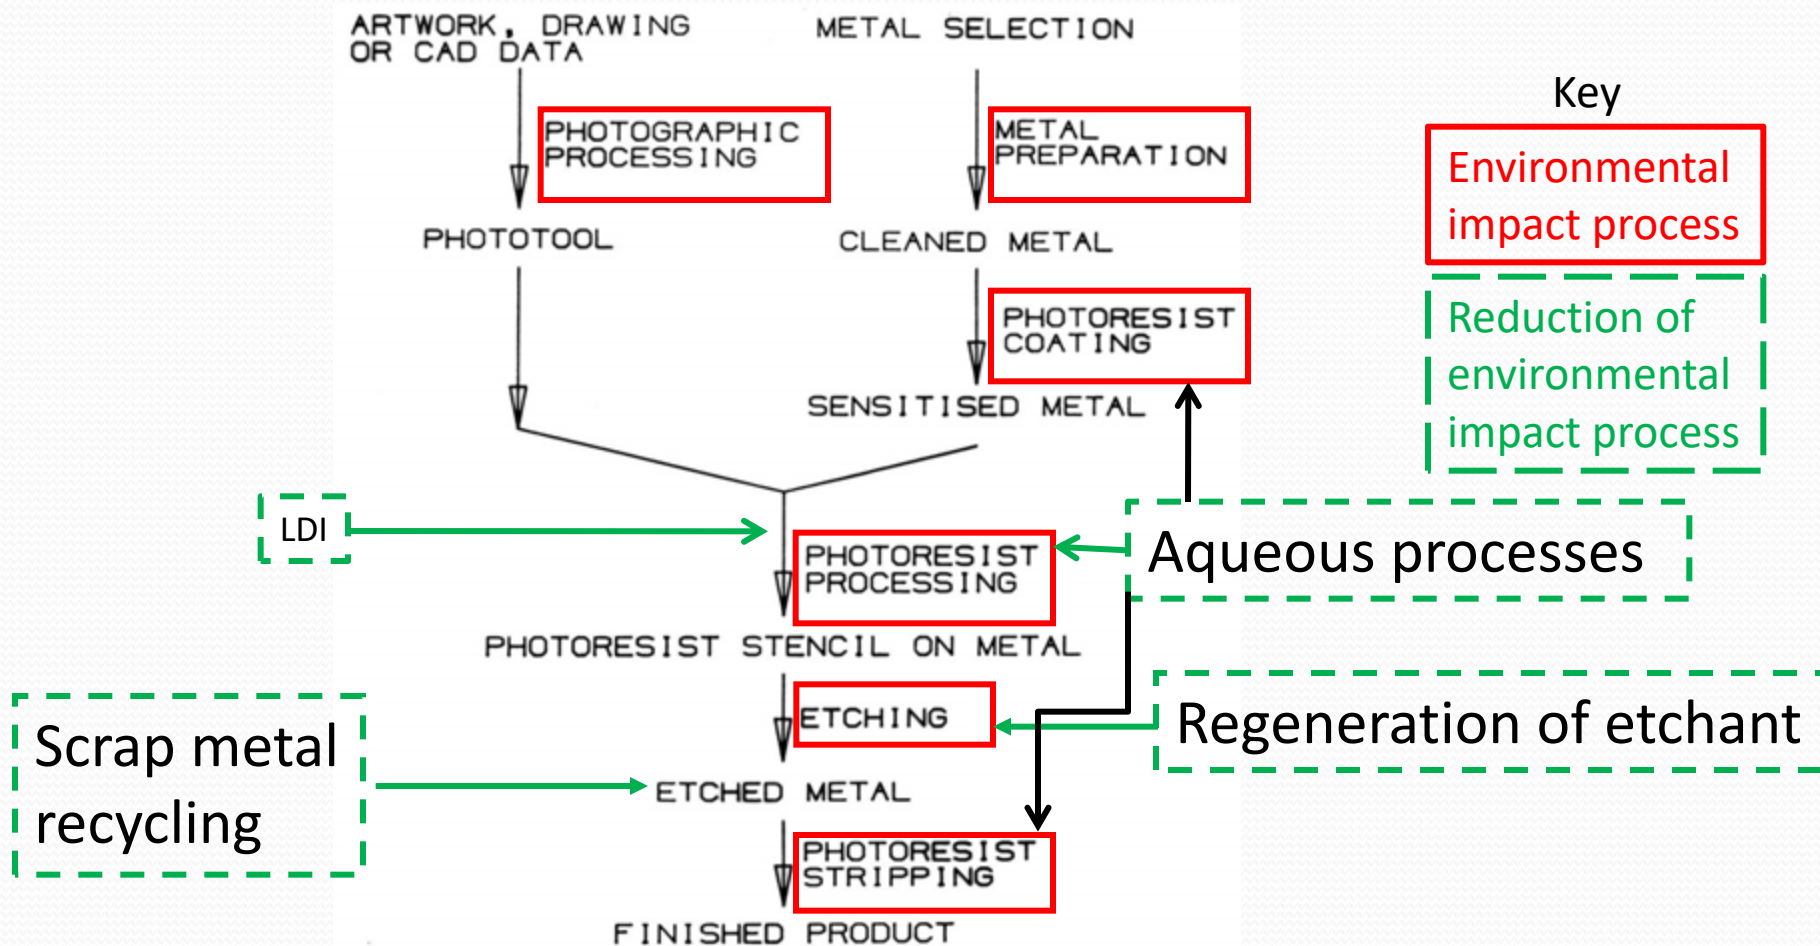 ARTWORK, DRAWING
OR CAD DATA
METAL SELECTION
Key
PHOTOGRAPHIC
PROCESSING
METAL
PREPARATION
Environmental
impact process
PHOTOTOOL
CLEANED METAL
PHOTORESIST
COATING
Reduction of
environmental
impact process
SENSITISED METAL
LDI
PHOTORESIST
PROCESSING
Aqueous processes
PHOTORESIST STENCIL ON METAL
ETCHING
Regeneration of etchant
Scrap metal
recycling
ETCHED METAL
PHOTORESIST
STRIPPING
FINISHED PRODUCT